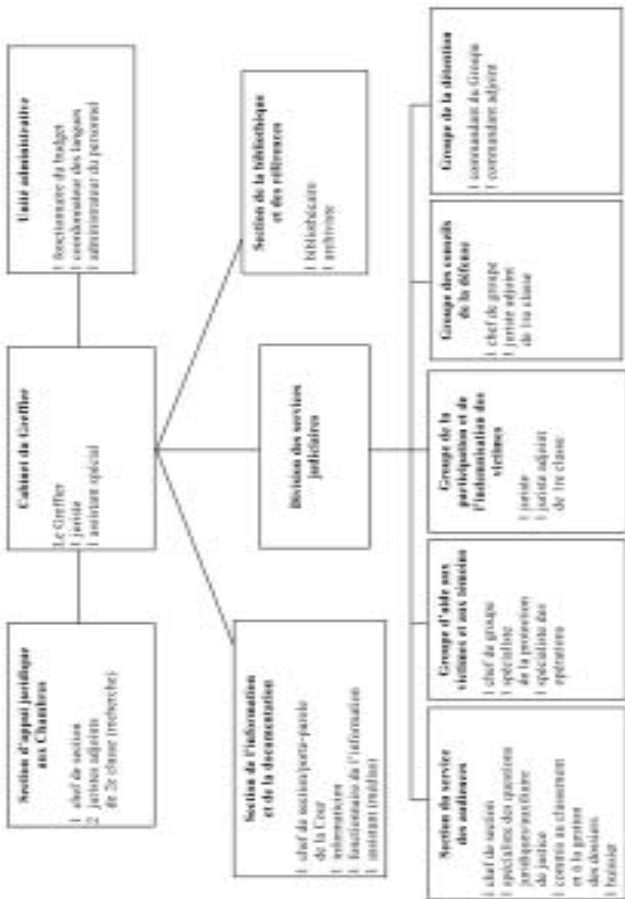 Section d'appui juridique
aux Chambres
1 chef de section
2 juristes adjoints
de 2e classe (recherche)
Cabinet du Greffier
Le Greffier
1 juriste
1 assistant spécial
Unité administrative
1 fonctionnaire du budget
1 coordonnateur des langues
1 administrateur du personnel
Section de l'information
et de la documentation
1 chef de section/porte-parole
de la Cour
1
1 fonctionnaire de l'information
1 assistant (médias)
Division des services
judiciaires
Section de la bibliothèque
et des références
1 bibliothécaire
1 archiviste
Section du service
des audiences
1 chef de section
1 spécialiste des questions
juridiques/auxiliaire
de justice
1 commis au classement
et à la gestion
des dossiers
1 huissier
Groupe d'aide aux
victimes et aux témoins
1 chef de groupe
1 spécialiste
de la protection
1 spécialiste des
opérations
Groupe de la
participation et de
l'indemnisation des
victimes
1 juriste
1 juriste adjoint
de 1re classe
Groupe des conseils
de la défense
1 chef de groupe
1 juriste adjoint
de 1re classe
Groupe de la détention
1 commandant du Groupe
1 commandant adjoint